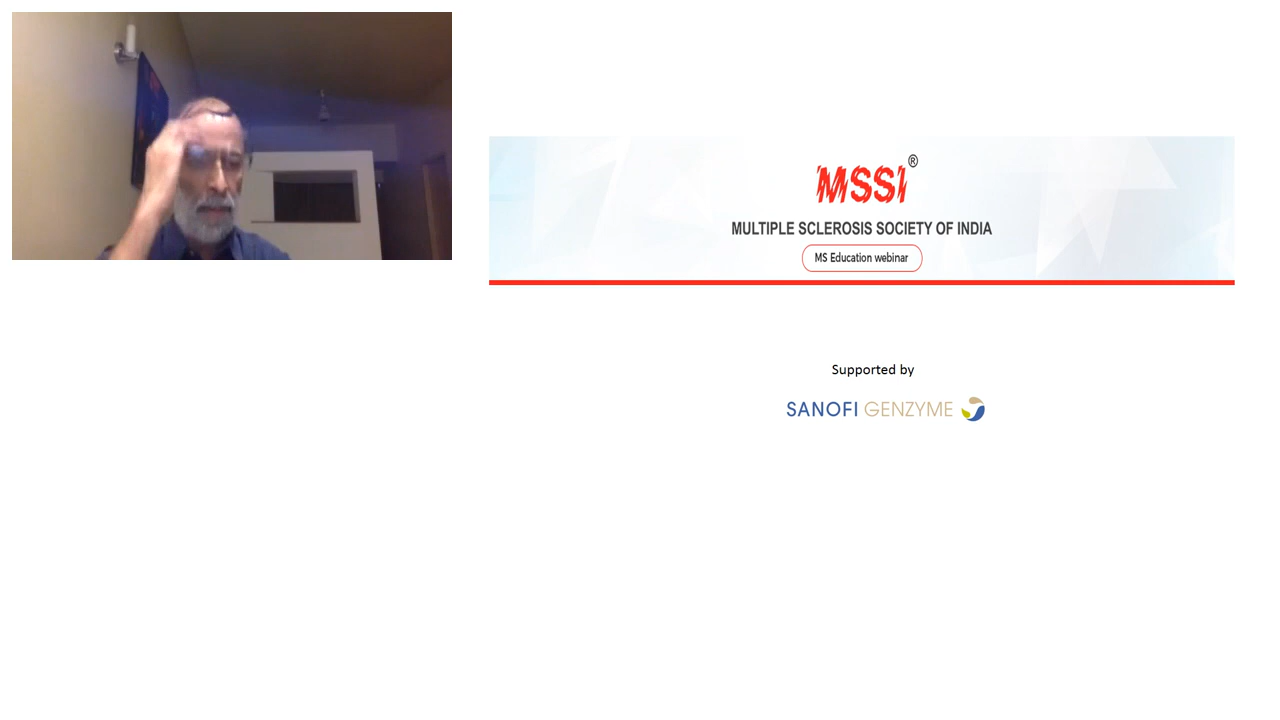 MSSI®
MULTIPLE SCLEROSIS SOCIETY OF INDIA
MS Education webinar
Supported by
SANOFI GENZYME